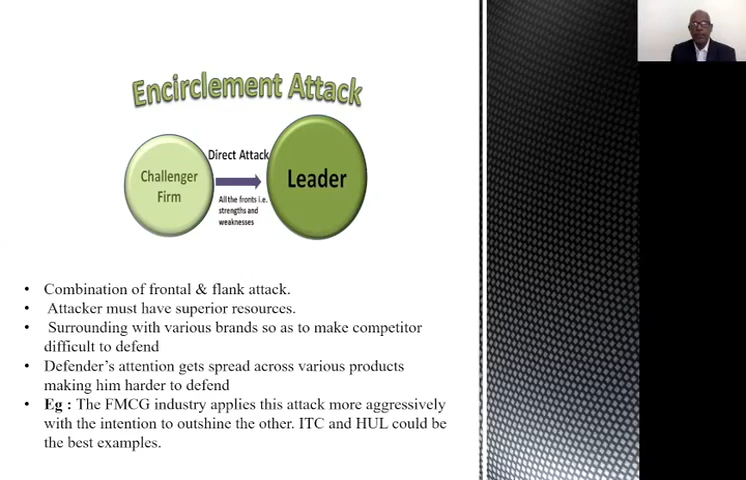 Encirclement Attack
Direct Attack
Challenger
Firm
Leader
All the fronts i.e.
strengths and
weaknesses
• Combination of frontal & flank attack.
• Attacker must have superior resources.
• Surrounding with various brands so as to make competitor
difficult to defend
• Defender's attention gets spread across various products
making him harder to defend
• Eg : The FMCG industry applies this attack more aggressively
with the intention to outshine the other. ITC and HUL could be
the best examples.